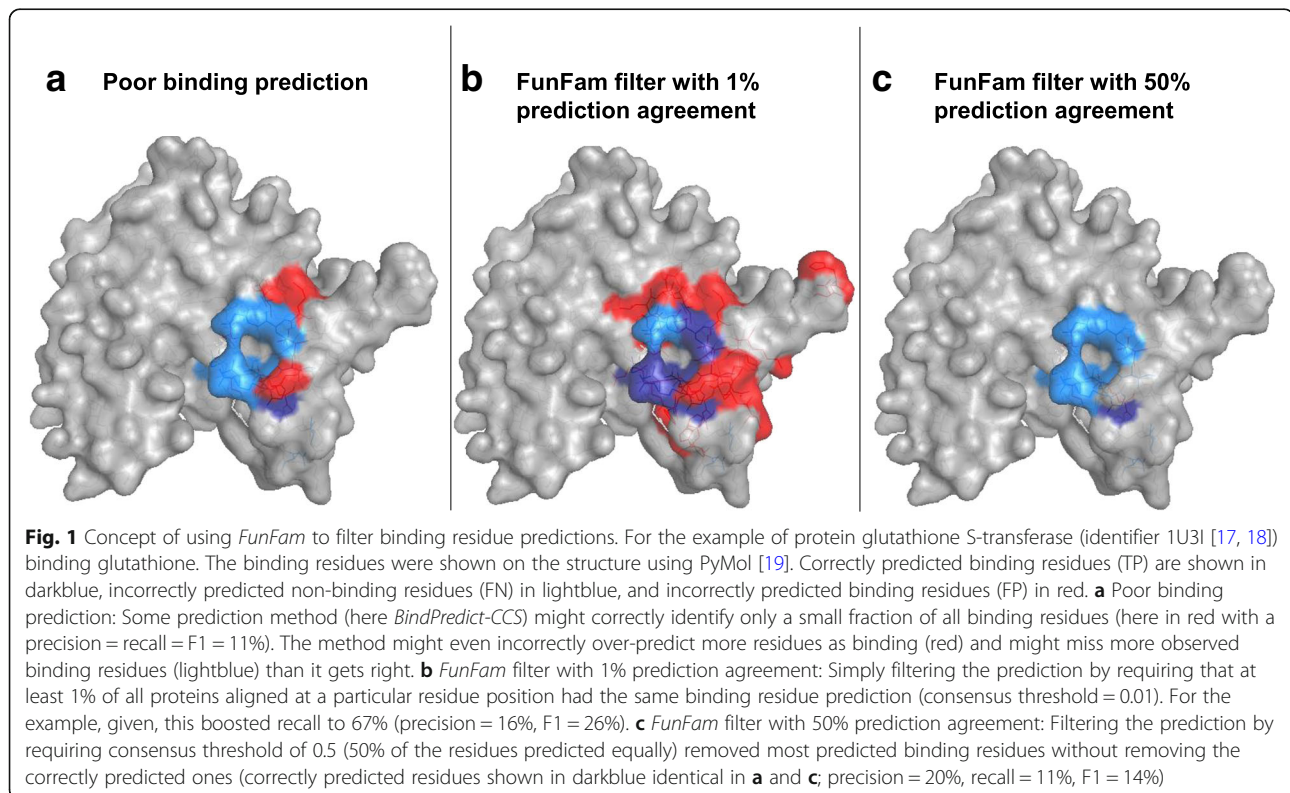 a Poor binding prediction
b FunFam filter with 1%
prediction agreement
c FunFam filter with 50%
prediction agreement
Fig. 1 Concept of using FunFam to filter binding residue predictions. For the example of protein glutathione S-transferase (identifier 1U3I [17, 18])
binding glutathione. The binding residues were shown on the structure using PyMol [19]. Correctly predicted binding residues (TP) are shown in
darkblue, incorrectly predicted non-binding residues (FN) in lightblue, and incorrectly predicted binding residues (FP) in red. a Poor binding
prediction: Some prediction method (here BindPredict-CCS) might correctly identify only a small fraction of all binding residues (here in red with a
precision = recall = F1 = 11%). The method might even incorrectly over-predict more residues as binding (red) and might miss more observed
binding residues (lightblue) than it gets right. b FunFam filter with 1% prediction agreement: Simply filtering the prediction by requiring that at
least 1% of all proteins aligned at a particular residue position had the same binding residue prediction (consensus threshold = 0.01). For the
example, given, this boosted recall to 67% (precision = 16%, F1 = 26%). c FunFam filter with 50% prediction agreement: Filtering the prediction by
requiring consensus threshold of 0.5 (50% of the residues predicted equally) removed most predicted binding residues without removing the
correctly predicted ones (correctly predicted residues shown in darkblue identical in a and c; precision = 20%, recall = 11%, F1 = 14%)